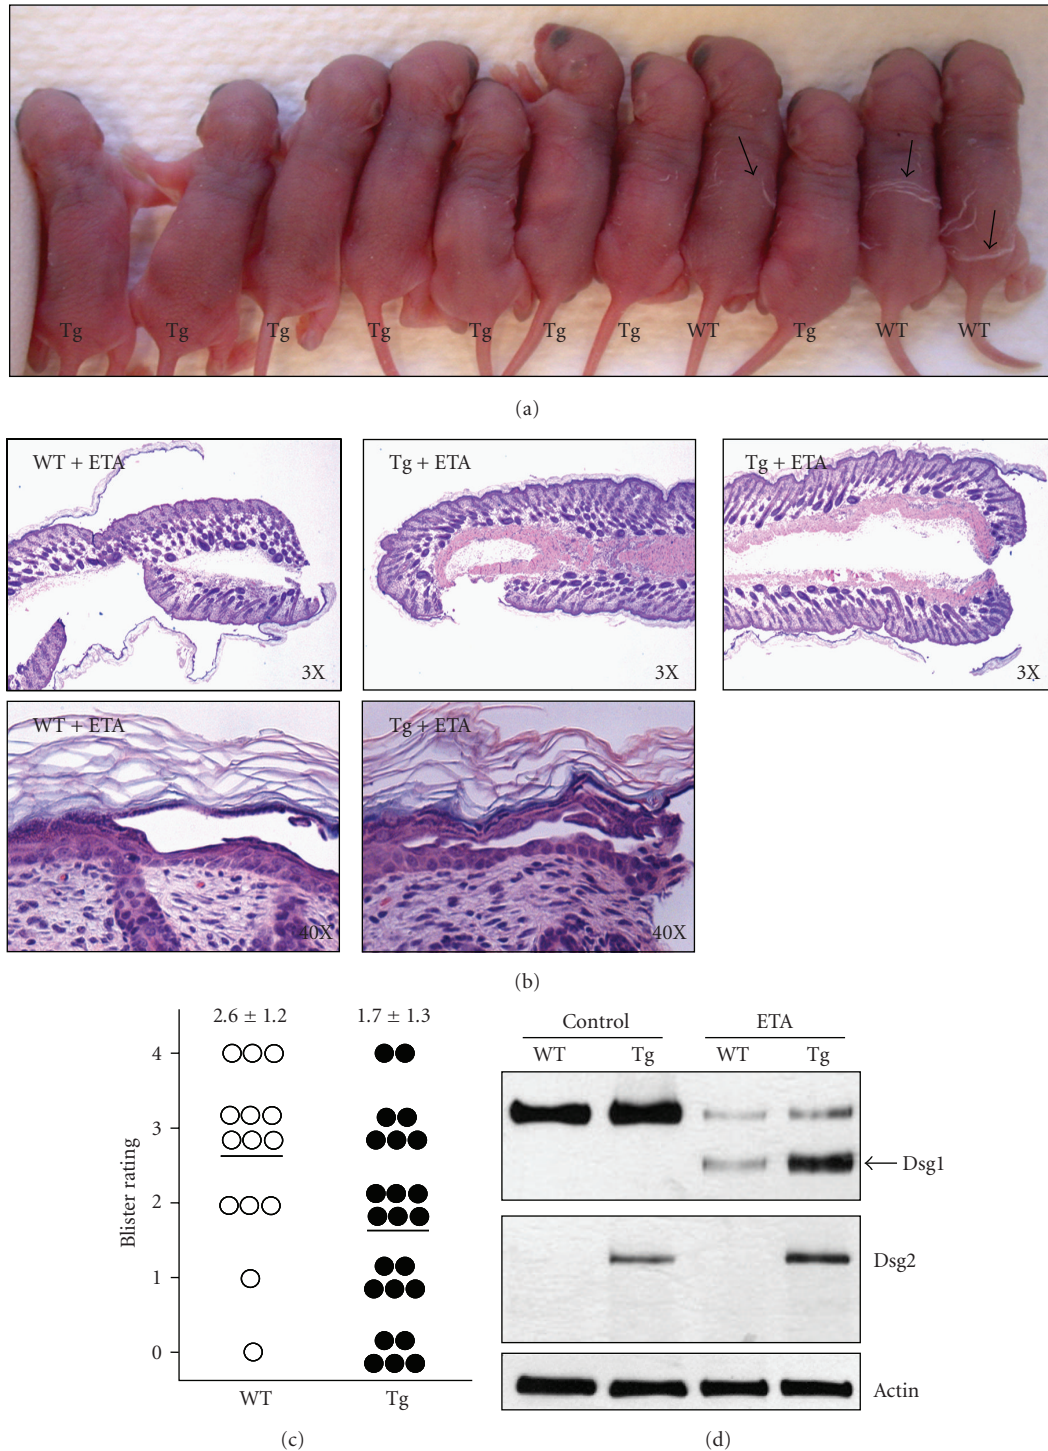 Tg Tg Tg Tg Tg Tg Tg WT Tg WT WT
(a)
WT + ETA
3X
Tg + ETA
3X
Tg + ETA
3X
WT + ETA
40X
Tg + ETA
40X
(b)
2.6 ± 1.2 1.7 ± 1.3
4
3
2
1
0
Blister rating
WT Tg
(c)
Control ETA
WT Tg WT Tg
Dsg1
Dsg2
Actin
(d)